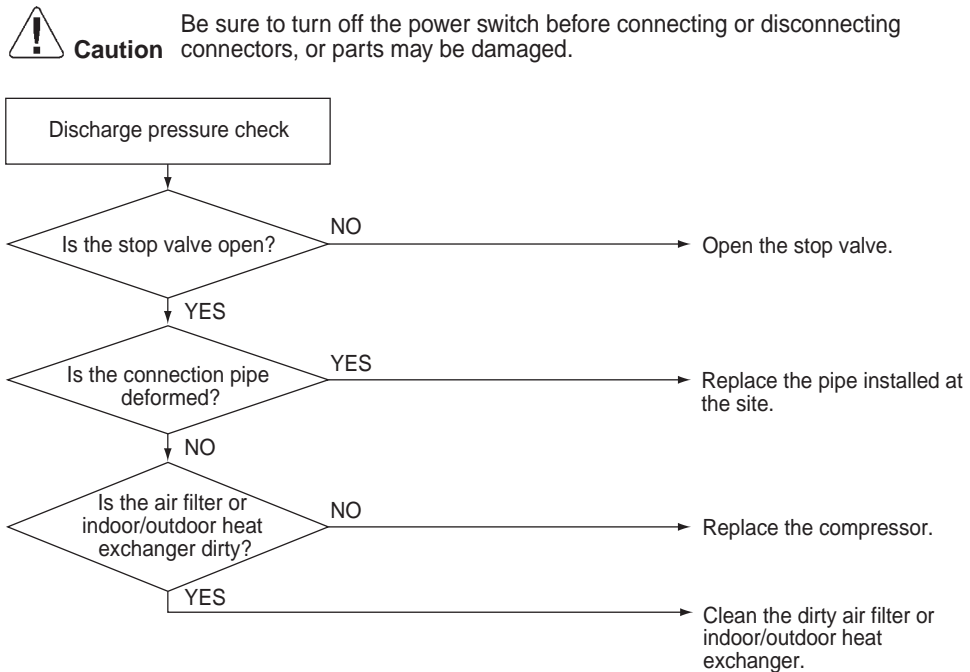 Be sure to turn off the power switch before connecting or disconnecting
Caution connectors, or parts may be damaged.
Discharge pressure check
Is the stop valve open?
NO
Open the stop valve.
YES
Is the connection pipe
deformed?
YES
Replace the pipe installed at
the site.
NO
Is the air filter or
indoor/outdoor heat
exchanger dirty?
NO
Replace the compressor.
YES
Clean the dirty air filter or
indoor/outdoor heat
exchanger.